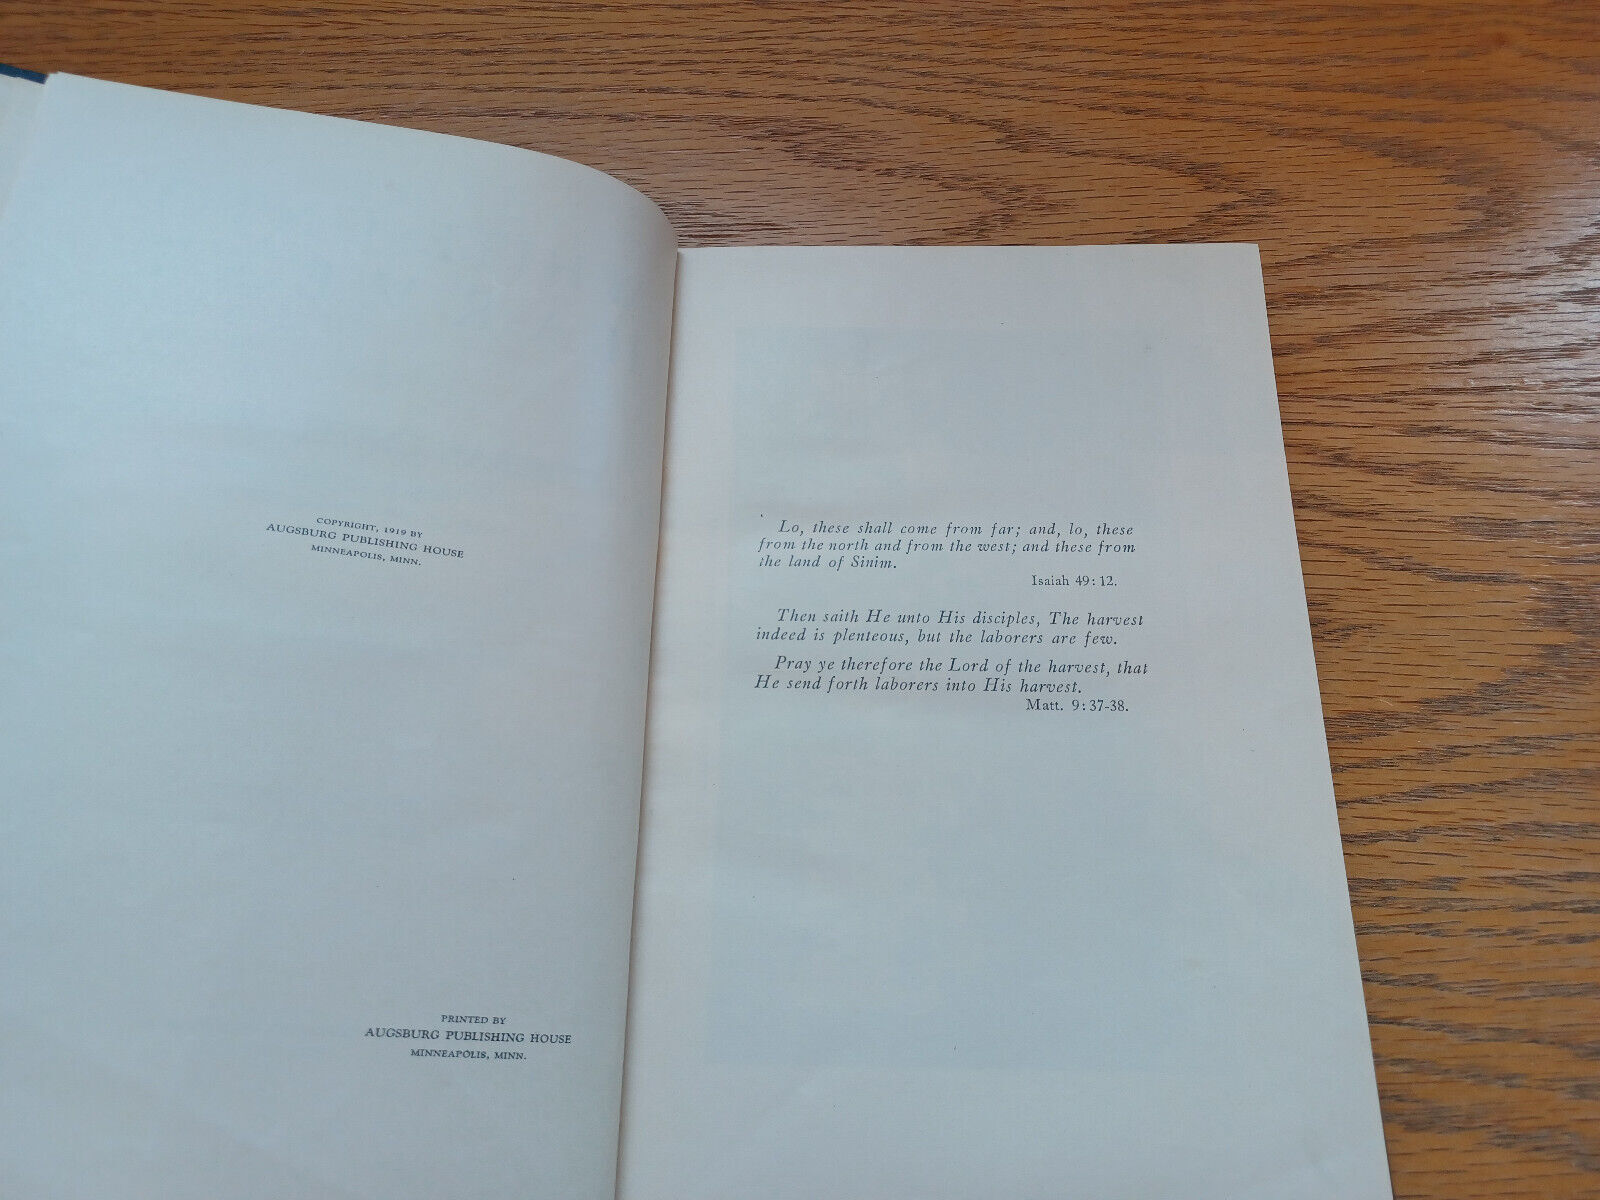 COPYRIGHT, 1919 BY
AUGSBURG PUBLISHING HOUSE
MINNEAPOLIS, MINN.
PRINTED BY
AUGSBURG PUBLISHING HOUSE
MINNEAPOLIS, MINN.
Lo, these shall come from far; and, lo, these
from the north and from the west; and these from
the land of Sinim.
Isaiah 49:12.
Then saith He unto His disciples, The harvest
indeed is plenteous, but the laborers are few.
Pray ye therefore the Lord of the harvest, that
He send forth laborers into His harvest.
Matt. 9:37-38.